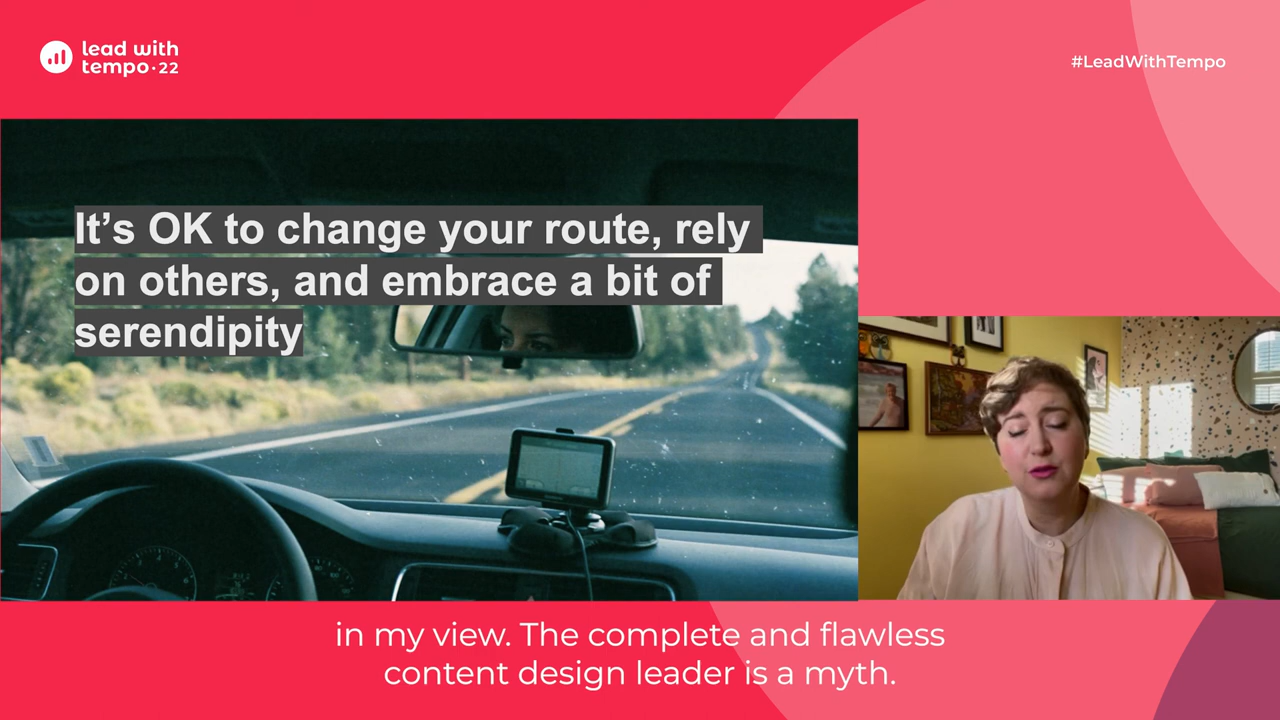 lead with
tempo·22
#LeadWithTempo
It’s OK to change your route, rely
on others, and embrace a bit of
serendipity
in my view. The complete and flawless
content design leader is a myth.